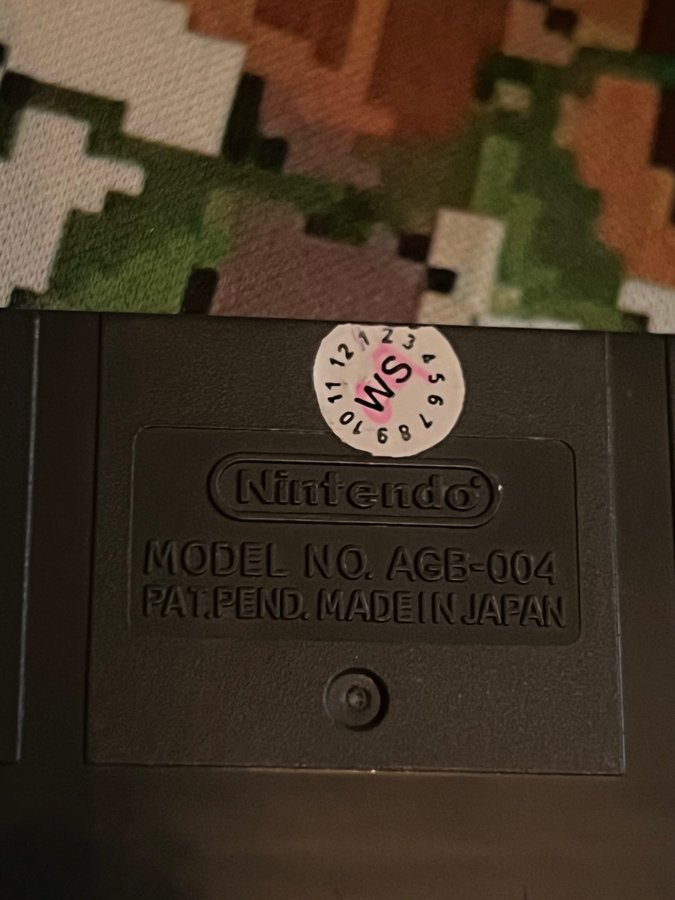 1 2 3 4 5 6 7 8 9 10 11 12
WS
Nintendo
MODEL NO. AGB-004
PAT.PEND. MADE IN JAPAN